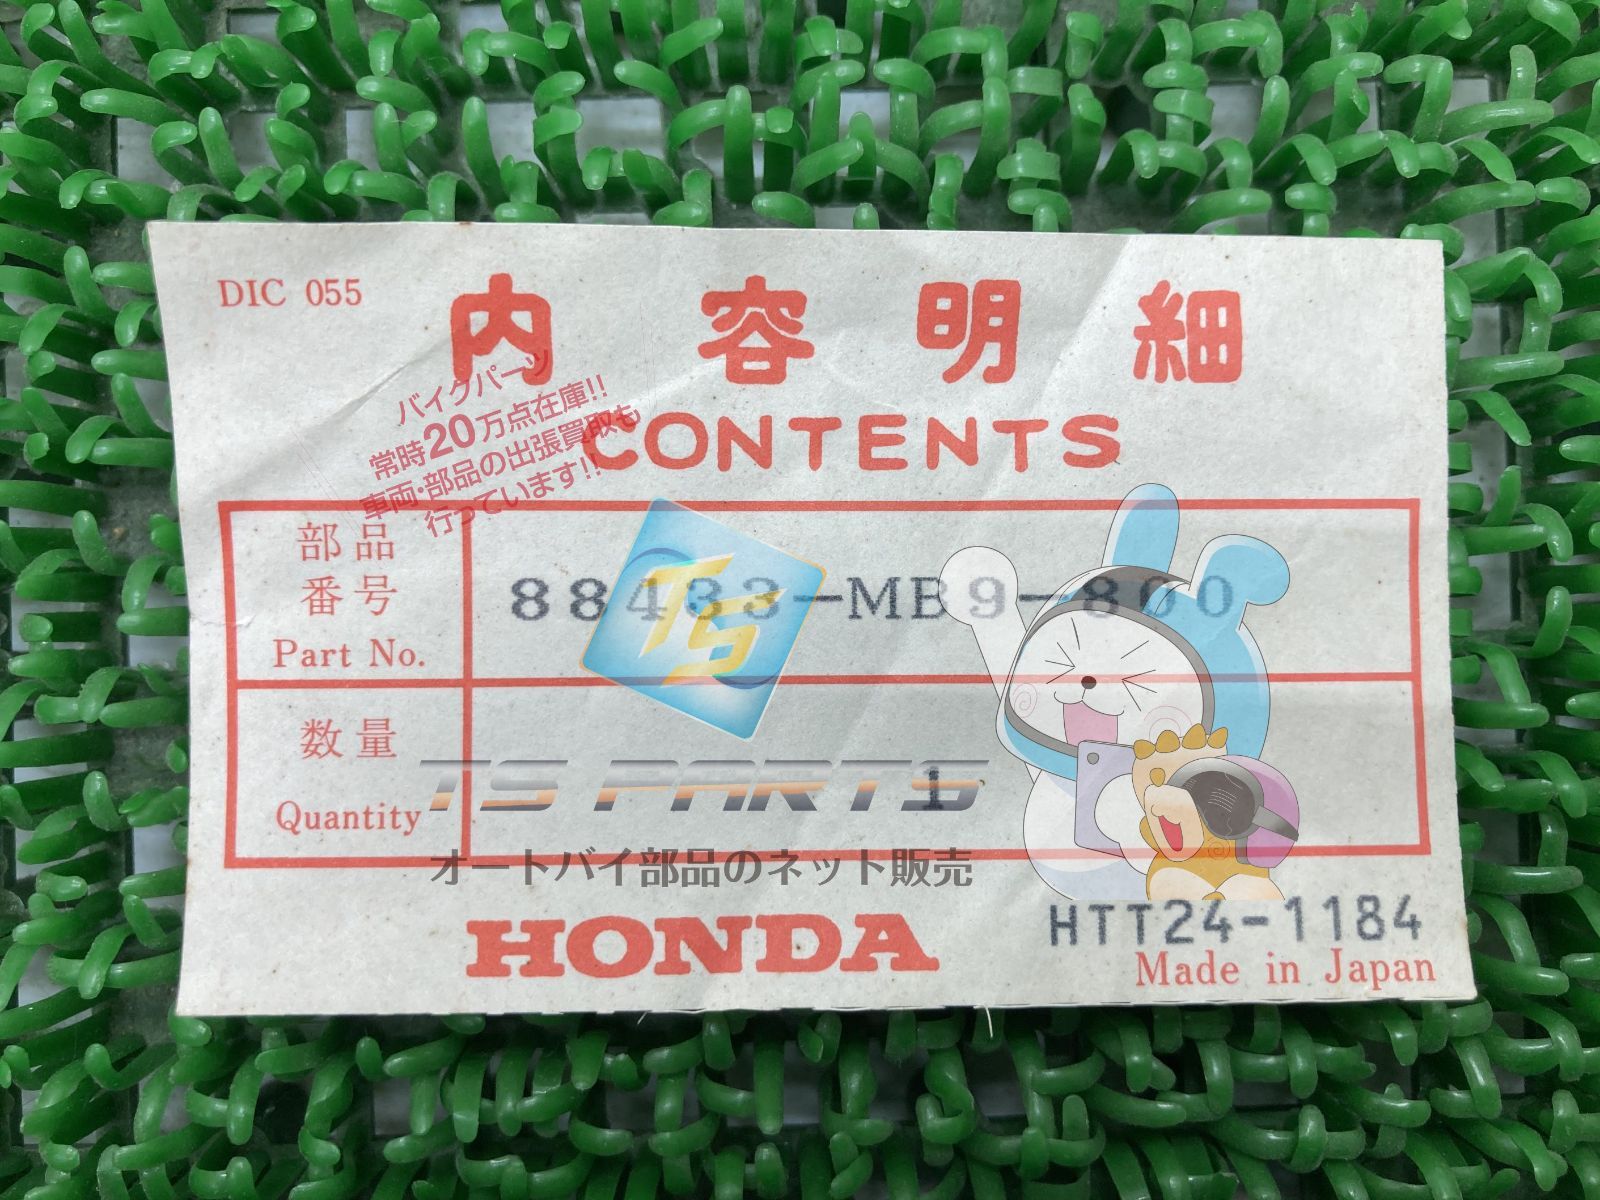 DIC 055
内容明細
CONTENTS
バイクパーツ
常時20万点在庫!!
車両・部品の出張買取も
行っています!!
部品
番号
Part No.
88433-MB9-800
TS
数量
Quantity
1
TS PARTS
オートバイ部品のネット販売
HONDA
HTT24-1184
Made in Japan